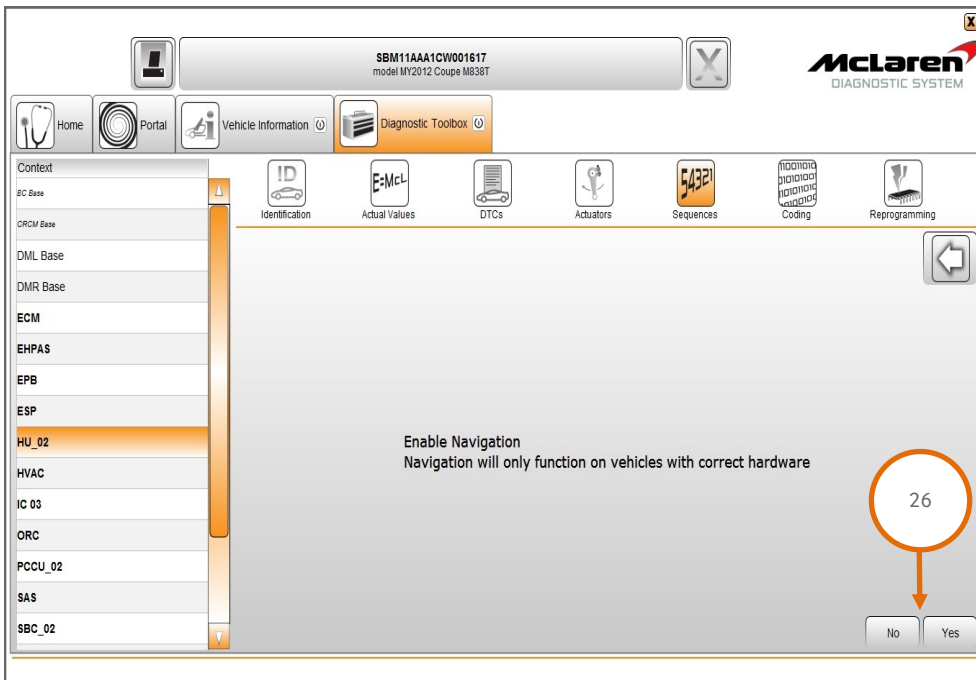 X
SBM11AAA1CW001617
model MY2012 Coupe M838T
McLaren
DIAGNOSTIC SYSTEM
Home
Portal
Vehicle Information
Diagnostic Toolbox
Context
BC Base
CRCM Base
DML Base
DMR Base
ECM
EHPAS
EPB
ESP
HU_02
HVAC
IC 03
ORC
PCCU_02
SAS
SBC_02
ID
Identification
E=McL
Actual Values
DTCs
Actuators
54321
Sequences
Coding
Reprogramming
Enable Navigation
Navigation will only function on vehicles with correct hardware
26
No
Yes